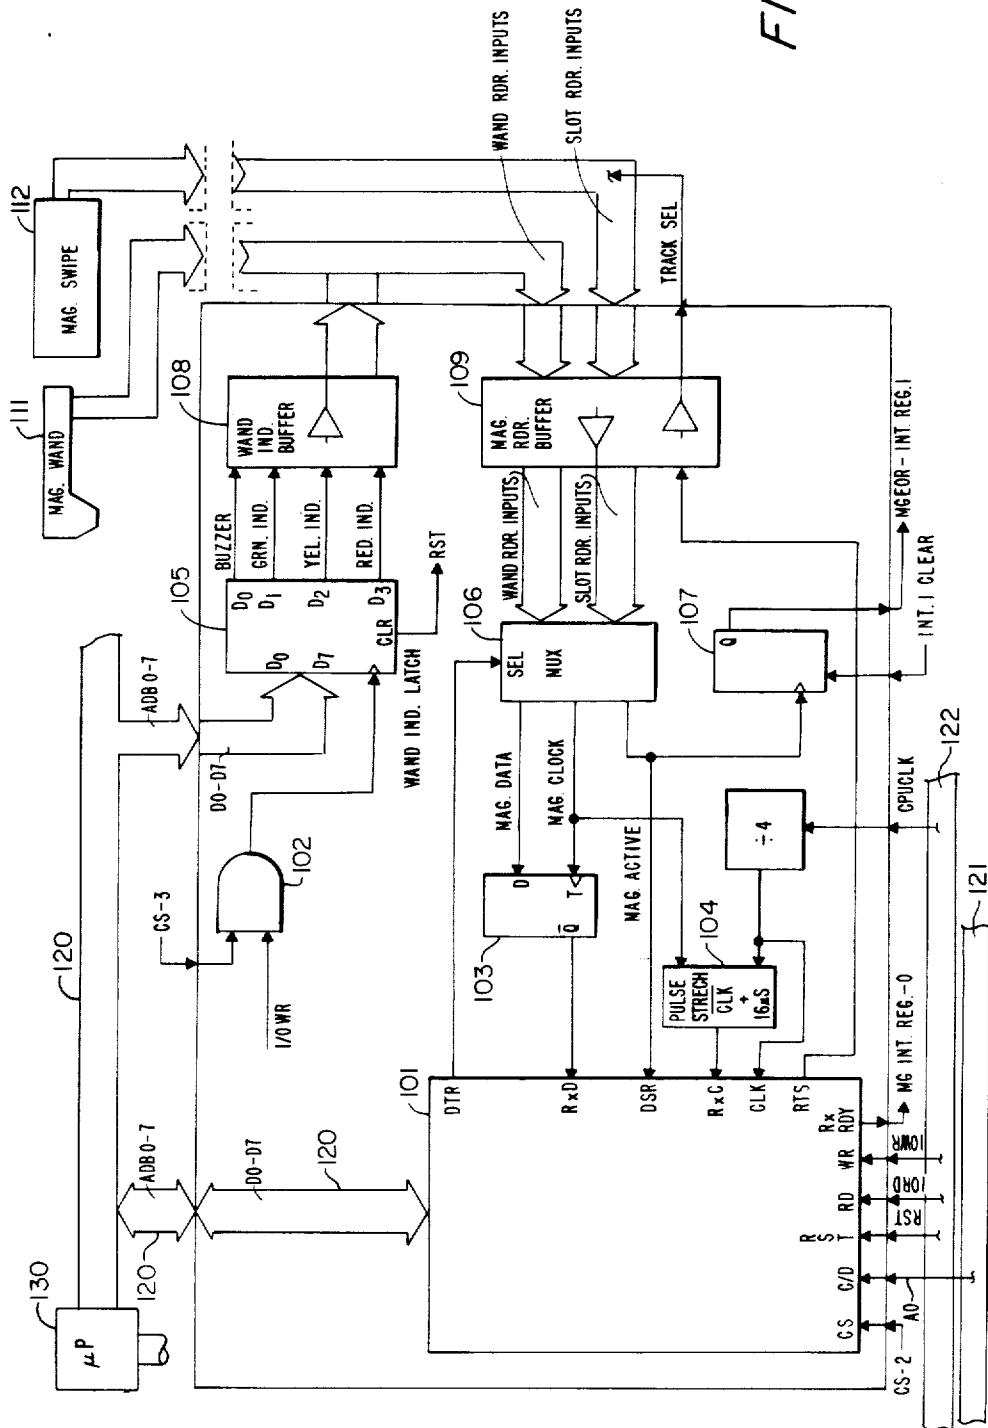 FI
130
µP
120
120
ADB 0-7
D0-D7
120
101
DTR
RxD
DSR
RxC
CLK
RTS
CS
C/D
R
S
T
RD
WR
Rx
RDY
CS-2
A0
RST
IORD
IOWR
MG INT. REG.-0
121
122
CS-3
I/OWR
102
ADB 0-7
D0-D7
105
D0
D7
D0
D1
D2
D3
CLR
RST
WAND IND. LATCH
BUZZER
GRN. IND.
YEL. IND.
RED IND.
108
WAND
IND.
BUFFER
111
MAG. WAND
112
MAG. SWIPE
WAND RDR. INPUTS
SLOT RDR. INPUTS
TRACK SEL
109
MAG.
RDR.
BUFFER
WAND RDR. INPUTS
SLOT RDR. INPUTS
106
SEL
MUX
MAG. DATA
MAG. CLOCK
MAG. ACTIVE
103
D
T
Q̅
104
PULSE
STRECH
C̅L̅K̅
+
16µS
÷4
CPUCLK
107
Q
INT. 1 CLEAR
MGEOR-INT REG.1